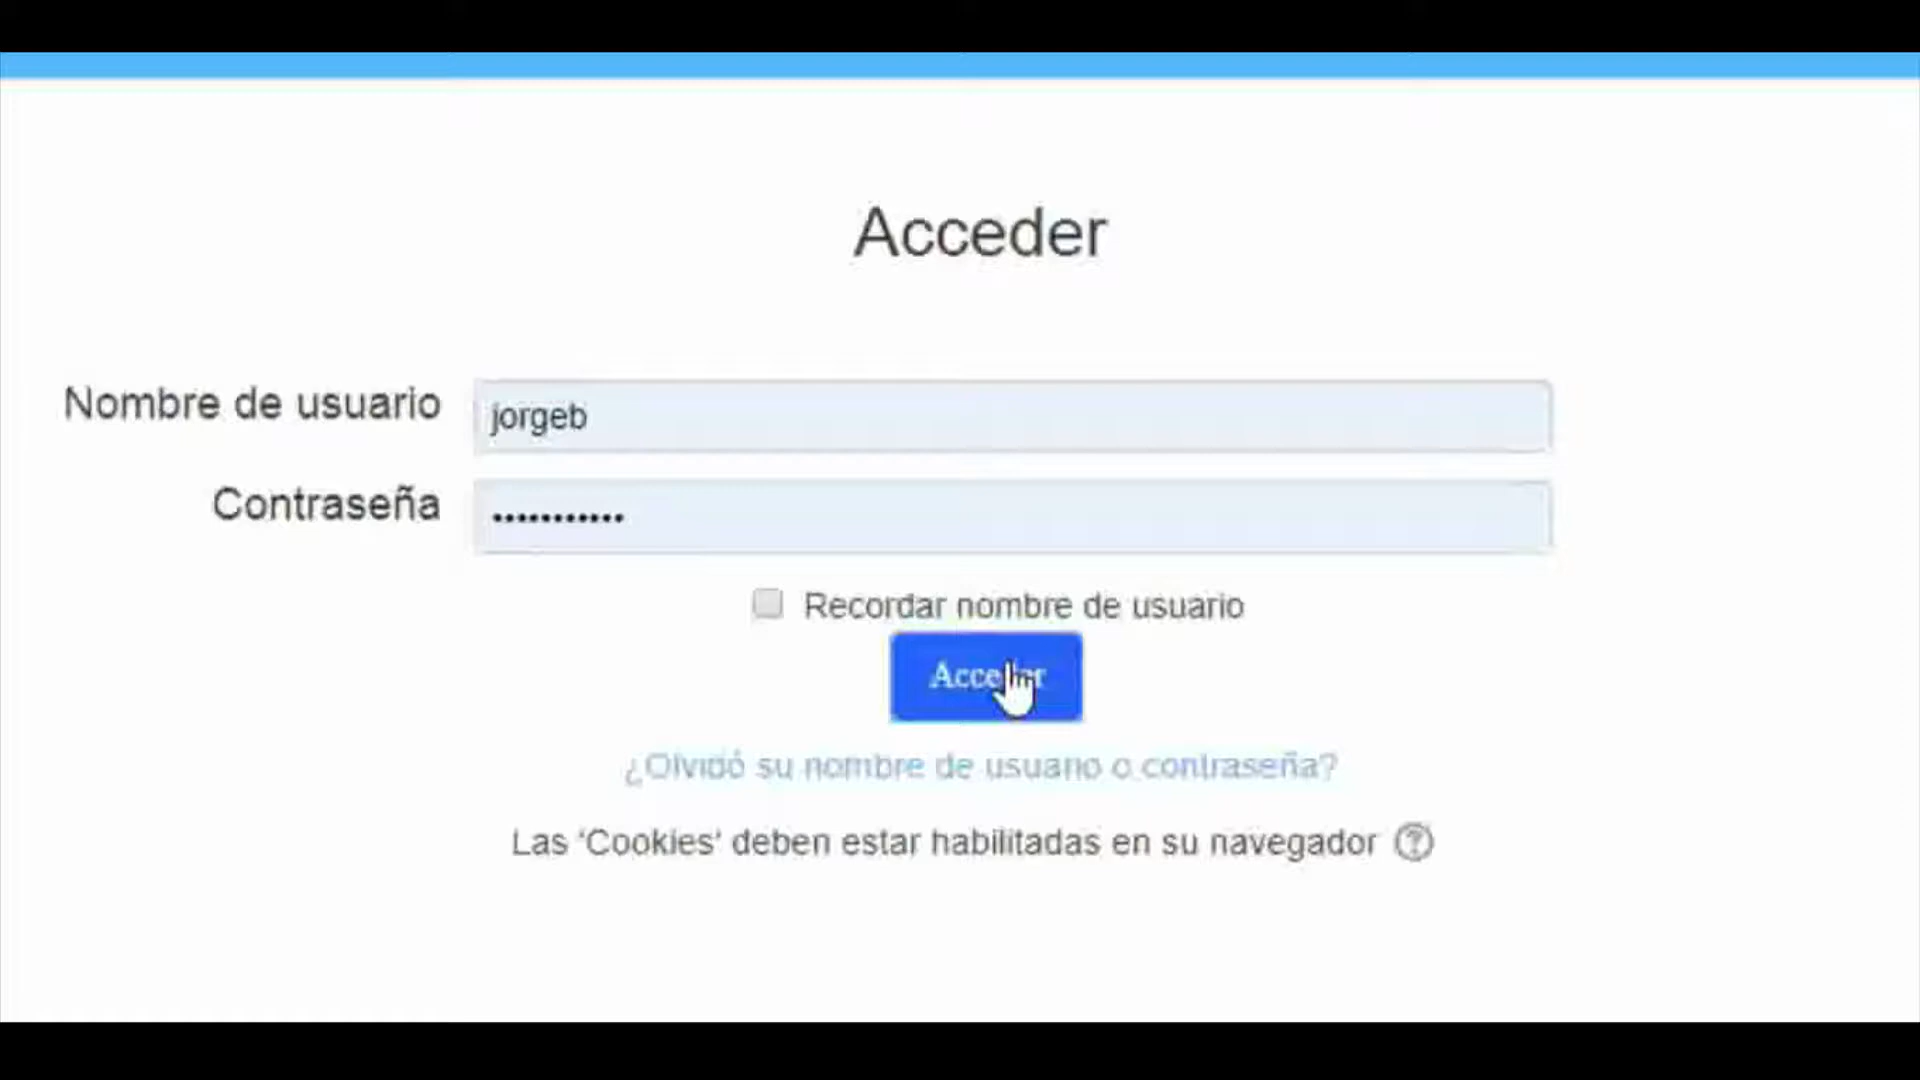 Acceder
Nombre de usuario
jorgeb
Contraseña
•••••••••••
Recordar nombre de usuario
Acceder
¿Olvidó su nombre de usuario o contraseña?
Las 'Cookies' deben estar habilitadas en su navegador ?